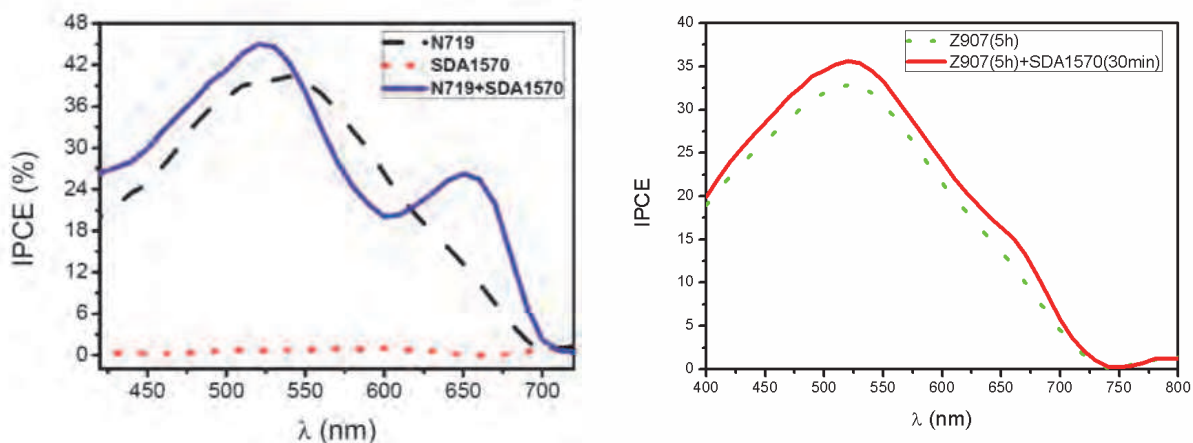 48
42
36
30
24
18
12
6
0
IPCE (%)
N719
SDA1570
N719+SDA1570
450 500 550 600 650 700
λ (nm)
40
35
30
25
20
15
10
5
0
IPCE
Z907(5h)
Z907(5h)+SDA1570(30min)
400 450 500 550 600 650 700 750 800
λ (nm)